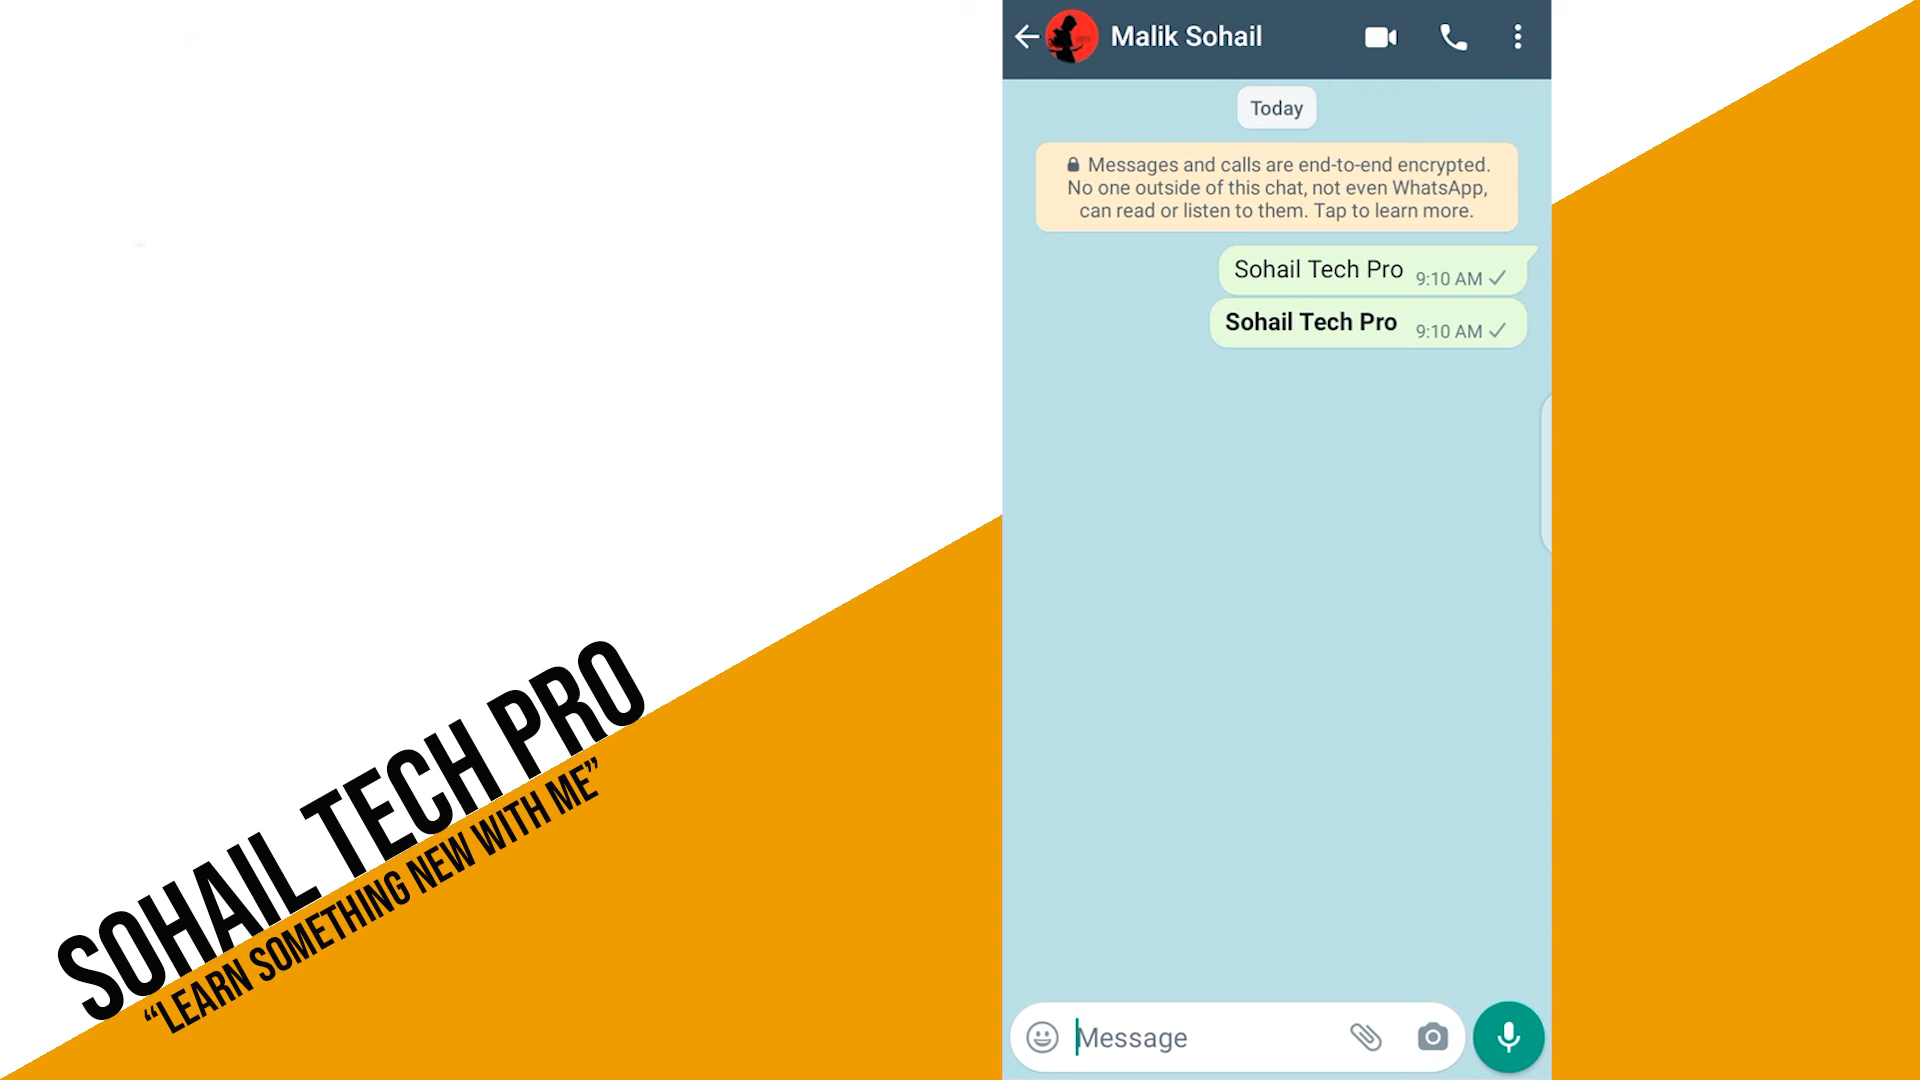 Malik Sohail
Today
Messages and calls are end-to-end encrypted.
No one outside of this chat, not even WhatsApp,
can read or listen to them. Tap to learn more.
Sohail Tech Pro 9:10 AM
Sohail Tech Pro 9:10 AM
Message
SOHAIL TECH PRO
“LEARN SOMETHING NEW WITH ME”